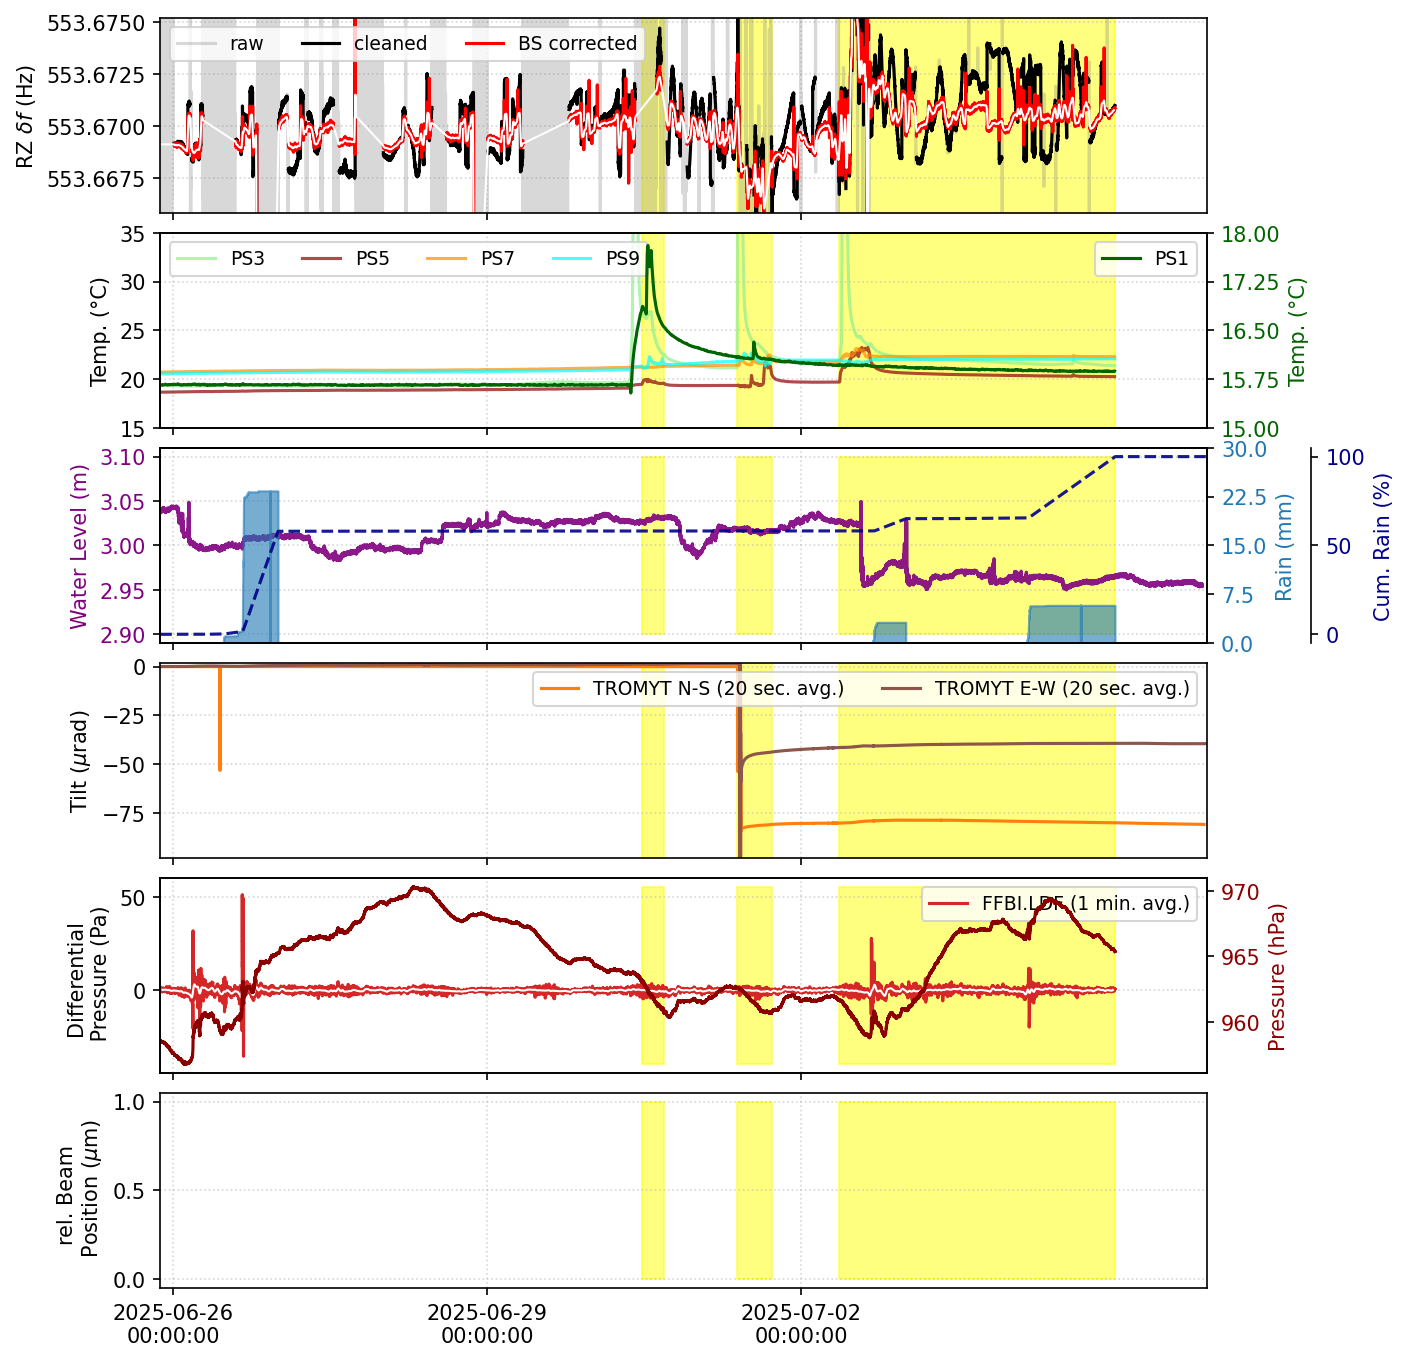 553.6750
553.6725
553.6700
553.6675
RZ δf (Hz)
raw
cleaned
BS corrected
35
30
25
20
15
Temp. (°C)
PS3
PS5
PS7
PS9
PS1
18.00
17.25
16.50
15.75
15.00
Temp. (°C)
3.10
3.05
3.00
2.95
2.90
Water Level (m)
30.0
22.5
15.0
7.5
0.0
Rain (mm)
100
50
0
Cum. Rain (%)
0
−25
−50
−75
Tilt (μrad)
TROMYT N-S (20 sec. avg.)
TROMYT E-W (20 sec. avg.)
50
0
Differential
Pressure (Pa)
FFBI.LDF (1 min. avg.)
970
965
960
Pressure (hPa)
1.0
0.5
0.0
rel. Beam
Position (μm)
2025-06-26
00:00:00
2025-06-29
00:00:00
2025-07-02
00:00:00